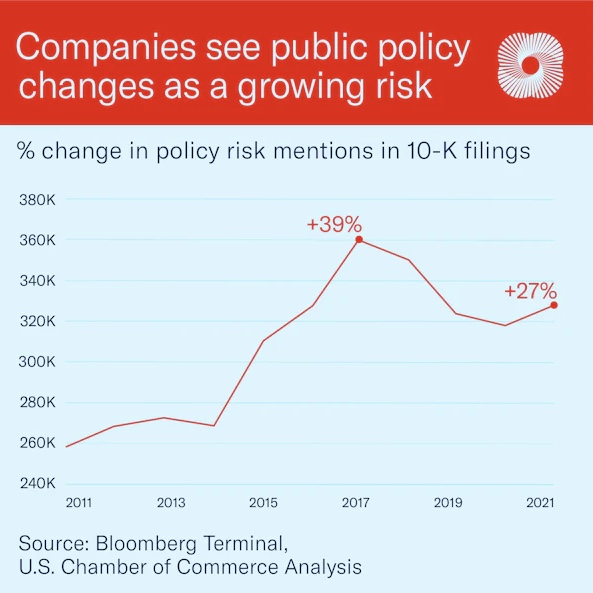 Companies see public policy
changes as a growing risk
% change in policy risk mentions in 10-K filings
380K
360K
340K
320K
300K
280K
260K
240K
+39%
+27%
2011
2013
2015
2017
2019
2021
Source: Bloomberg Terminal,
U.S. Chamber of Commerce Analysis